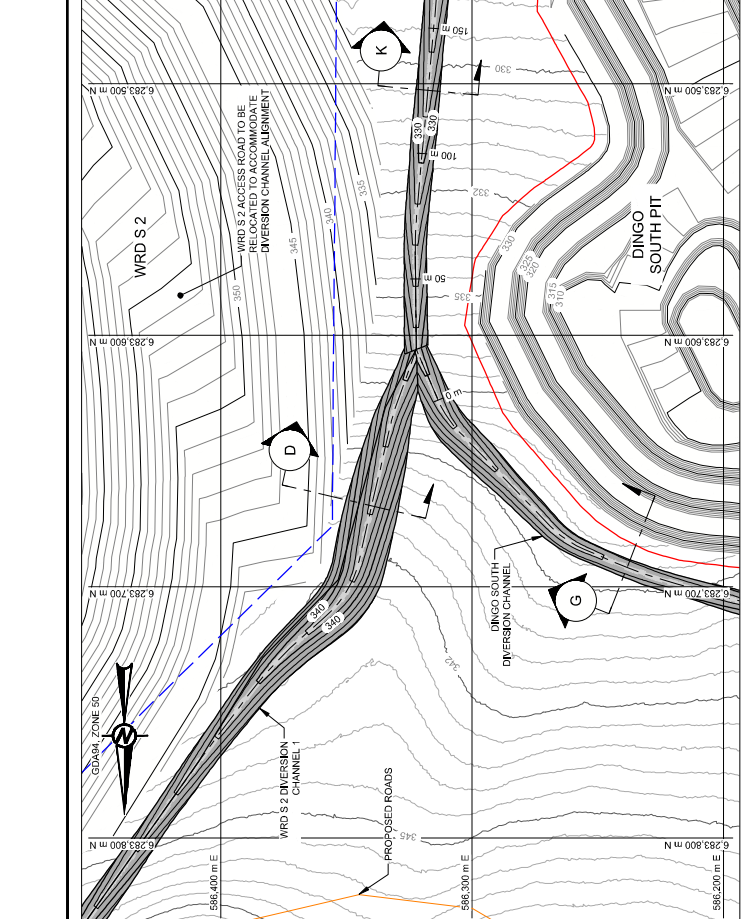 150 m
K
330
6,283,500 m N
6,283,500 m N
WRD S 2 ACCESS ROAD TO BE
RELOCATED TO ACCOMMODATE
DIVERSION CHANNEL ALIGNMENT
330
330
100 m
335
332
WRD S 2
340
345
330
DINGO
SOUTH PIT
325
320
50 m
350
335
315
310
6,283,600 m N
6,283,600 m N
0 m
D
DINGO SOUTH
DIVERSION CHANNEL
6,283,700 m N
6,283,700 m N
G
340
340
342
GDA94, ZONE 50
N
WRD S 2 DIVERSION
CHANNEL 1
PROPOSED ROADS
345
6,283,800 m N
6,283,800 m N
586,400 m E
586,300 m E
586,200 m E